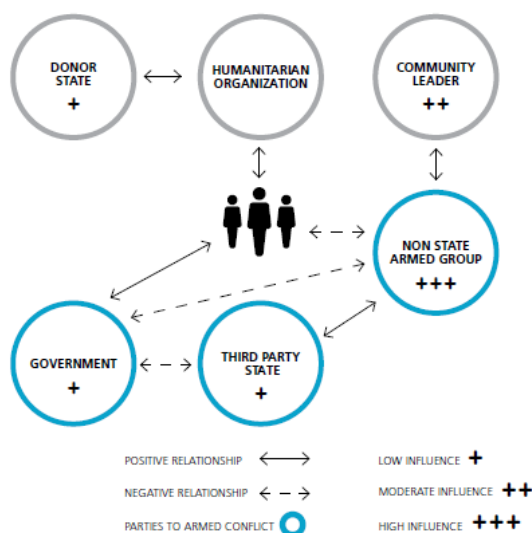 DONOR
STATE
+
HUMANITARIAN
ORGANIZATION
COMMUNITY
LEADER
++
NON STATE
ARMED GROUP
+++
GOVERNMENT
+
THIRD PARTY
STATE
+
POSITIVE RELATIONSHIP
LOW INFLUENCE +
NEGATIVE RELATIONSHIP
MODERATE INFLUENCE ++
PARTIES TO ARMED CONFLICT
HIGH INFLUENCE +++